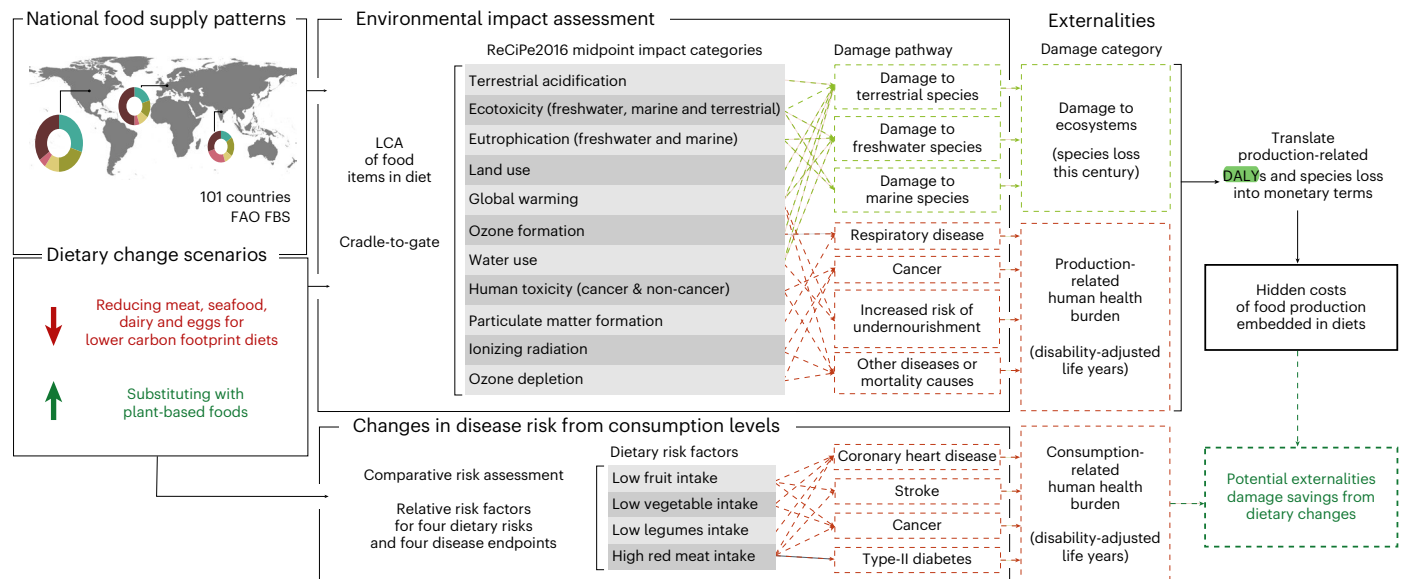 National food supply patterns
101 countries
FAO FBS
Dietary change scenarios
Reducing meat, seafood,
dairy and eggs for
lower carbon footprint diets
Substituting with
plant-based foods
Environmental impact assessment
LCA
of food
items in diet
Cradle-to-gate
ReCiPe2016 midpoint impact categories
Terrestrial acidification
Ecotoxicity (freshwater, marine and terrestrial)
Eutrophication (freshwater and marine)
Land use
Global warming
Ozone formation
Water use
Human toxicity (cancer & non-cancer)
Particulate matter formation
Ionizing radiation
Ozone depletion
Damage pathway
Damage to
terrestrial species
Damage to
freshwater species
Damage to
marine species
Respiratory disease
Cancer
Increased risk of
undernourishment
Other diseases or
mortality causes
Changes in disease risk from consumption levels
Comparative risk assessment
Relative risk factors
for four dietary risks
and four disease endpoints
Dietary risk factors
Low fruit intake
Low vegetable intake
Low legumes intake
High red meat intake
Coronary heart disease
Stroke
Cancer
Type-II diabetes
Externalities
Damage category
Damage to
ecosystems
(species loss
this century)
Production-
related
human health
burden
(disability-adjusted
life years)
Consumption-
related
human health
burden
(disability-adjusted
life years)
Translate
production-related
DALYs and species loss
into monetary terms
Hidden costs
of food production
embedded in diets
Potential externalities
damage savings from
dietary changes